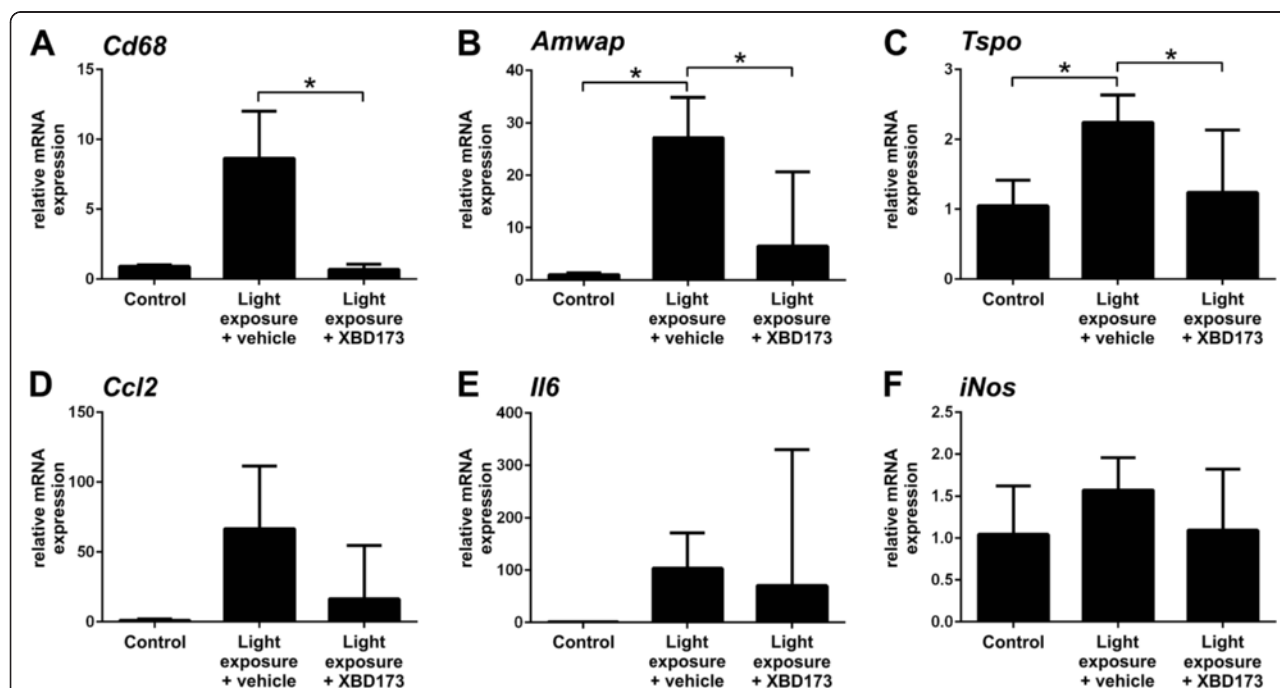 A Cd68
relative mRNA
expression
15
10
5
0
*
Control
Light
exposure
+ vehicle
Light
exposure
+ XBD173
B Amwap
relative mRNA
expression
40
30
20
10
0
*
*
Control
Light
exposure
+ vehicle
Light
exposure
+ XBD173
C Tspo
relative mRNA
expression
3
2
1
0
*
*
Control
Light
exposure
+ vehicle
Light
exposure
+ XBD173
D Ccl2
relative mRNA
expression
150
100
50
0
Control
Light
exposure
+ vehicle
Light
exposure
+ XBD173
E Il6
relative mRNA
expression
400
300
200
100
0
Control
Light
exposure
+ vehicle
Light
exposure
+ XBD173
F iNos
relative mRNA
expression
2.5
2.0
1.5
1.0
0.5
0.0
Control
Light
exposure
+ vehicle
Light
exposure
+ XBD173